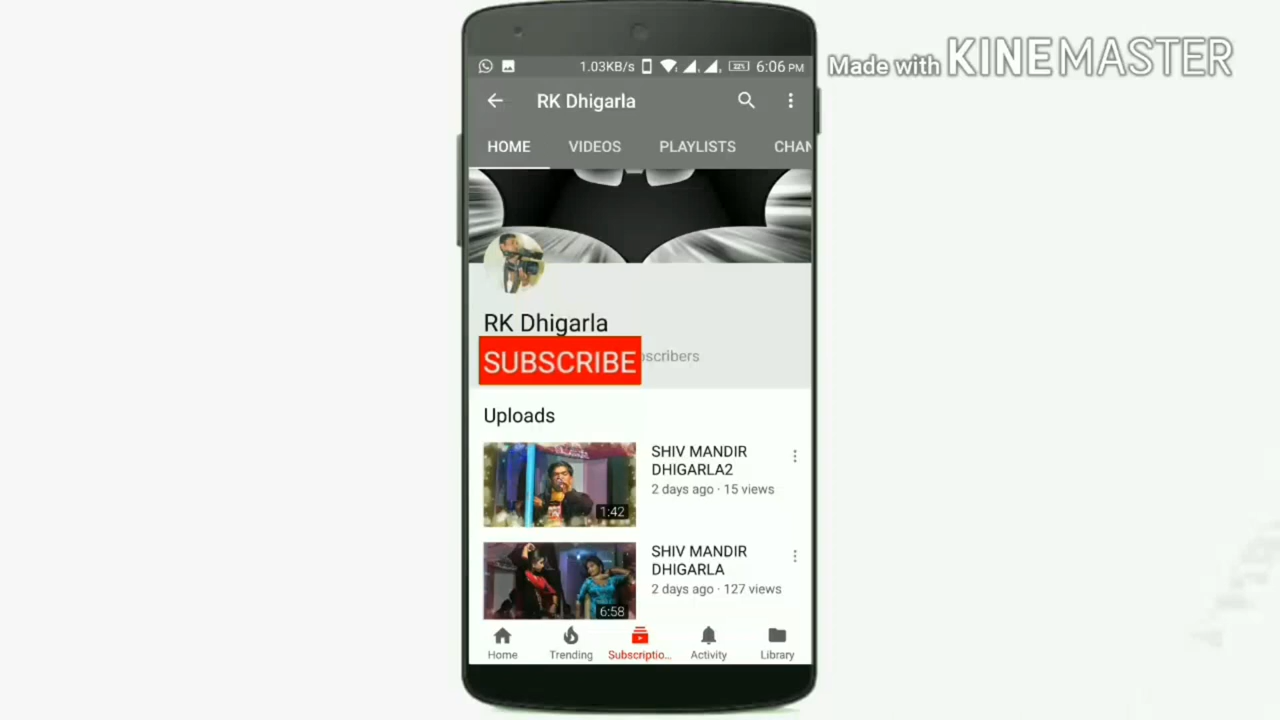 Made with KINEMASTER
1.03KB/s 32% 6:06 PM
RK Dhigarla
HOME VIDEOS PLAYLISTS CHAN
RK Dhigarla
SUBSCRIBE bscribers
Uploads
SHIV MANDIR
DHIGARLA2
2 days ago · 15 views
1:42
SHIV MANDIR
DHIGARLA
2 days ago · 127 views
6:58
Home Trending Subscriptio... Activity Library